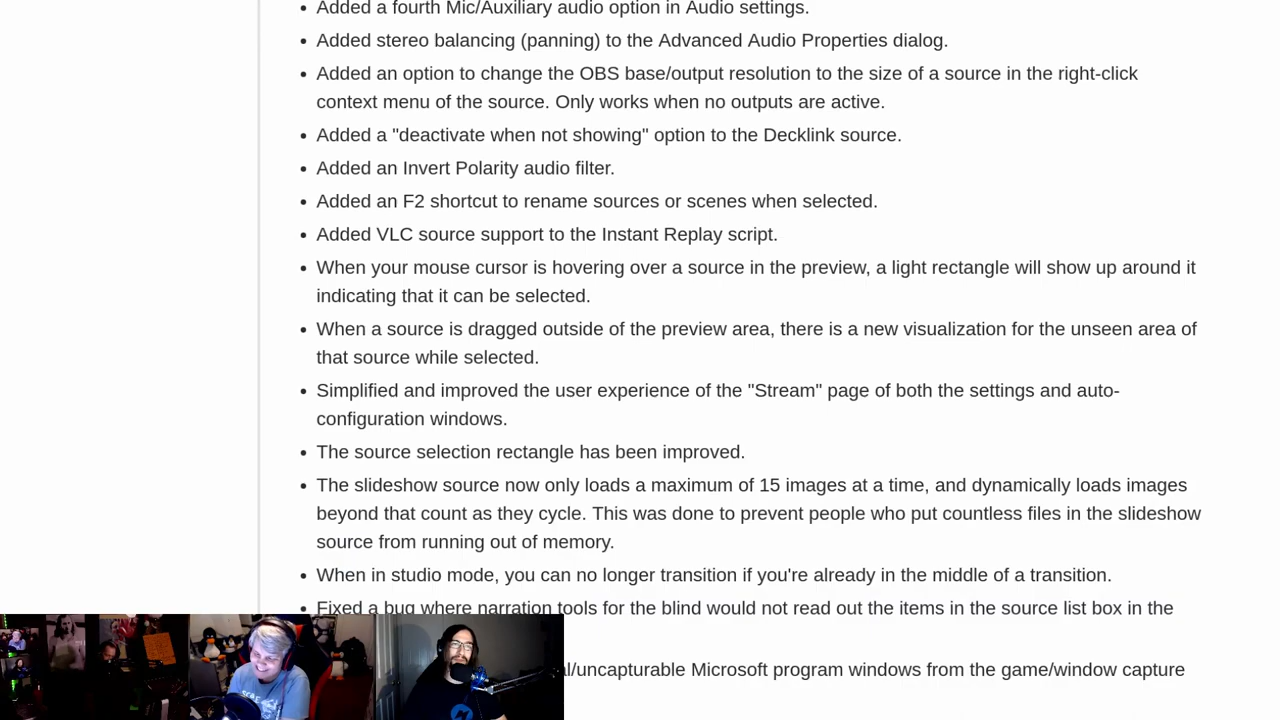 Added a fourth Mic/Auxiliary audio option in Audio settings.
Added stereo balancing (panning) to the Advanced Audio Properties dialog.
Added an option to change the OBS base/output resolution to the size of a source in the right-click
context menu of the source. Only works when no outputs are active.
Added a "deactivate when not showing" option to the Decklink source.
Added an Invert Polarity audio filter.
Added an F2 shortcut to rename sources or scenes when selected.
Added VLC source support to the Instant Replay script.
When your mouse cursor is hovering over a source in the preview, a light rectangle will show up around it
indicating that it can be selected.
When a source is dragged outside of the preview area, there is a new visualization for the unseen area of
that source while selected.
Simplified and improved the user experience of the "Stream" page of both the settings and auto-
configuration windows.
The source selection rectangle has been improved.
The slideshow source now only loads a maximum of 15 images at a time, and dynamically loads images
beyond that count as they cycle. This was done to prevent people who put countless files in the slideshow
source from running out of memory.
When in studio mode, you can no longer transition if you're already in the middle of a transition.
Fixed a bug where narration tools for the blind would not read out the items in the source list box in the
al/uncapturable Microsoft program windows from the game/window capture